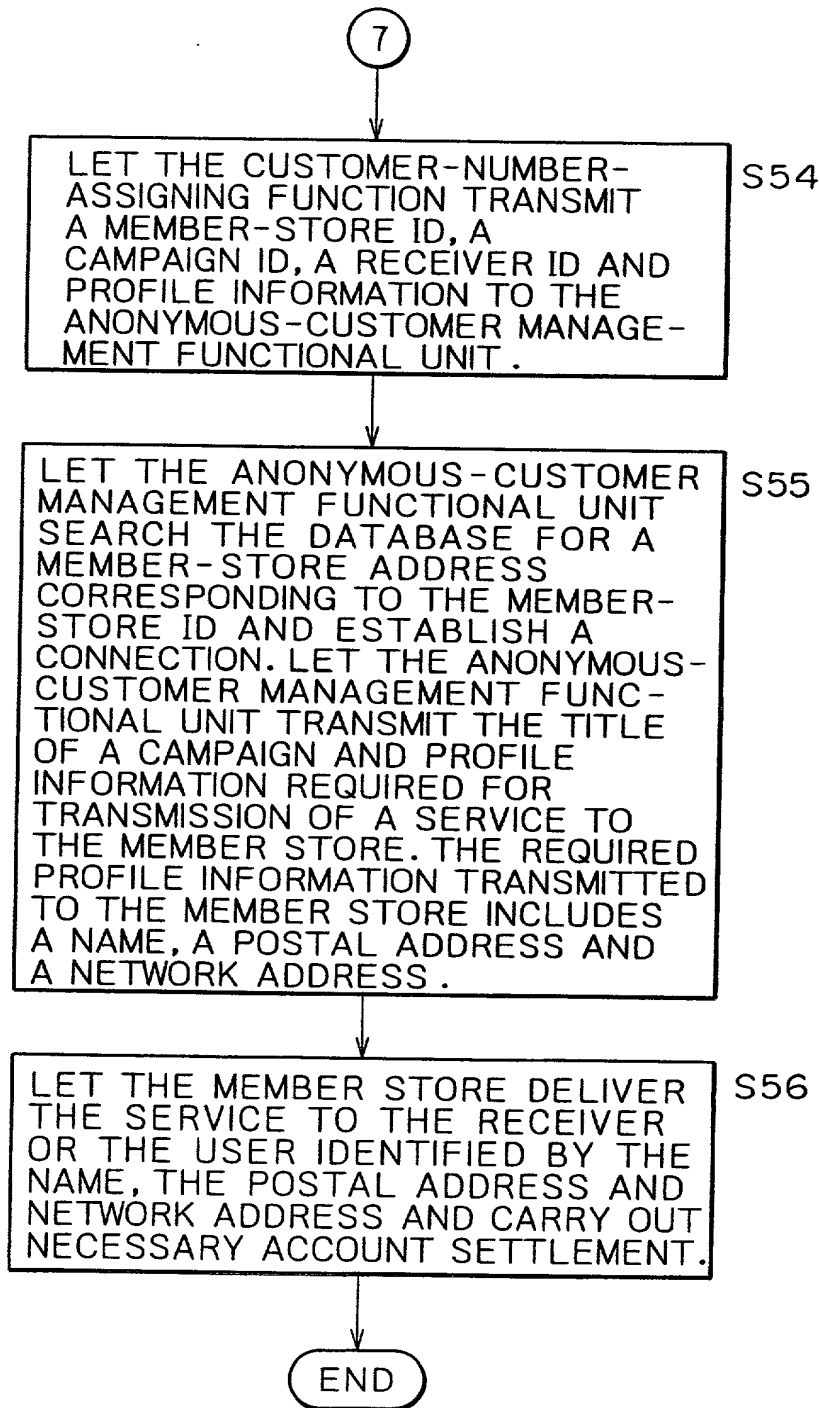 7
LET THE CUSTOMER-NUMBER-
ASSIGNING FUNCTION TRANSMIT
A MEMBER-STORE ID, A
CAMPAIGN ID, A RECEIVER ID AND
PROFILE INFORMATION TO THE
ANONYMOUS-CUSTOMER MANAGE-
MENT FUNCTIONAL UNIT.
S54
LET THE ANONYMOUS-CUSTOMER
MANAGEMENT FUNCTIONAL UNIT
SEARCH THE DATABASE FOR A
MEMBER-STORE ADDRESS
CORRESPONDING TO THE MEMBER-
STORE ID AND ESTABLISH A
CONNECTION. LET THE ANONYMOUS-
CUSTOMER MANAGEMENT FUNC-
TIONAL UNIT TRANSMIT THE TITLE
OF A CAMPAIGN AND PROFILE
INFORMATION REQUIRED FOR
TRANSMISSION OF A SERVICE TO
THE MEMBER STORE. THE REQUIRED
PROFILE INFORMATION TRANSMITTED
TO THE MEMBER STORE INCLUDES
A NAME, A POSTAL ADDRESS AND
A NETWORK ADDRESS.
S55
LET THE MEMBER STORE DELIVER
THE SERVICE TO THE RECEIVER
OR THE USER IDENTIFIED BY THE
NAME, THE POSTAL ADDRESS AND
NETWORK ADDRESS AND CARRY OUT
NECESSARY ACCOUNT SETTLEMENT.
S56
END